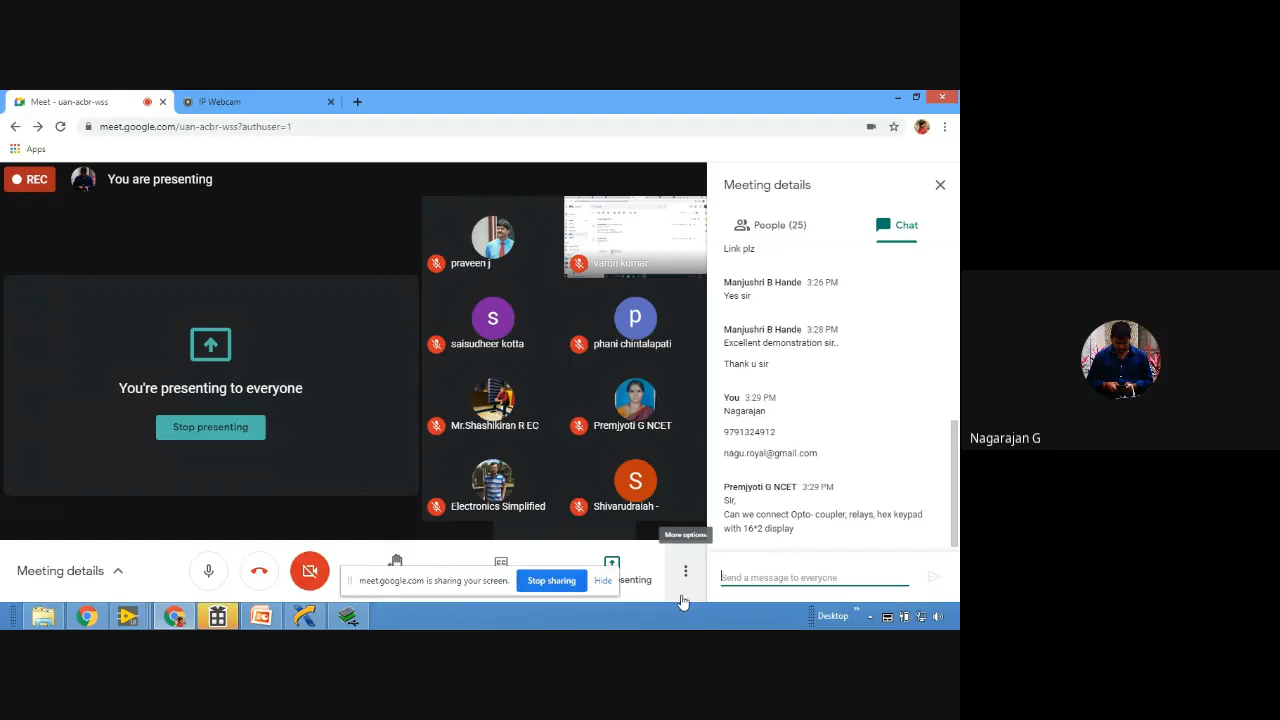 Meet - uan-acbr-wss
IP Webcam
meet.google.com/uan-acbr-wss?authuser=1
Apps
REC
You are presenting
You're presenting to everyone
Stop presenting
praveen j
varun kumar
s
saisudheer kotta
p
phani chintalapati
Mr.Shashikiran R EC
Premjyoti G NCET
Electronics Simplified
S
Shivarudraiah -
More options
Meeting details
meet.google.com is sharing your screen.
Stop sharing
Hide
esenting
Meeting details
People (25)
Chat
Link plz
Manjushri B Hande 3:26 PM
Yes sir
Manjushri B Hande 3:28 PM
Excellent demonstration sir..
Thank u sir
You 3:29 PM
Nagarajan
9791324912
nagu.royal@gmail.com
Premjyoti G NCET 3:29 PM
Sir,
Can we connect Opto- coupler, relays, hex keypad
with 16*2 display
Send a message to everyone
Desktop
Nagarajan G